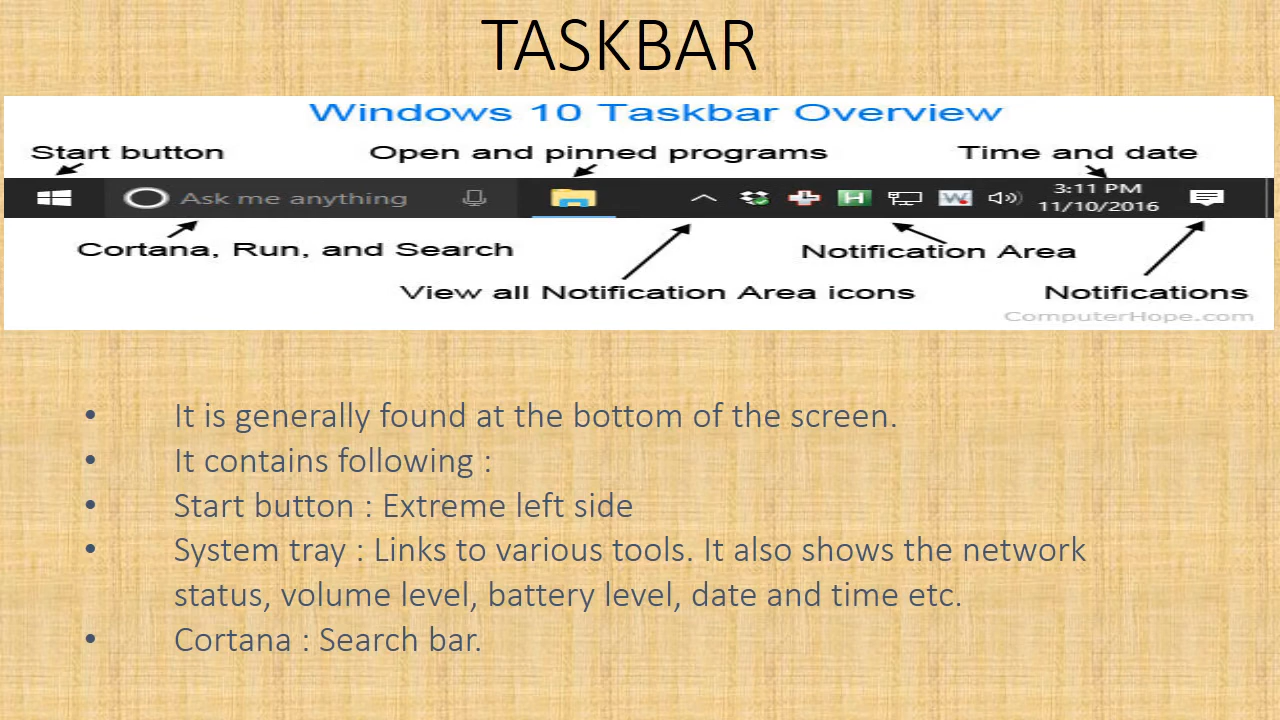 TASKBAR
Windows 10 Taskbar Overview
Start button
Open and pinned programs
Time and date
Ask me anything
H
W
3:11 PM
11/10/2016
Cortana, Run, and Search
Notification Area
View all Notification Area icons
Notifications
ComputerHope.com
• It is generally found at the bottom of the screen.
• It contains following :
• Start button : Extreme left side
• System tray : Links to various tools. It also shows the network
status, volume level, battery level, date and time etc.
• Cortana : Search bar.